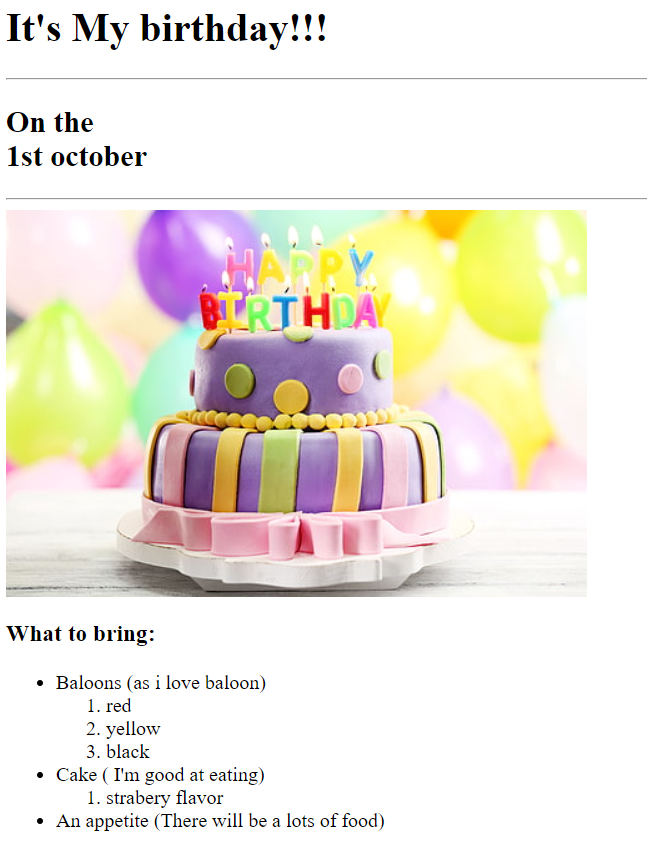 It's My birthday!!!
On the
1st october
HAPPY
BIRTHDAY
What to bring:
• Baloons (as i love baloon)
1. red
2. yellow
3. black
• Cake ( I'm good at eating)
1. strabery flavor
• An appetite (There will be a lots of food)